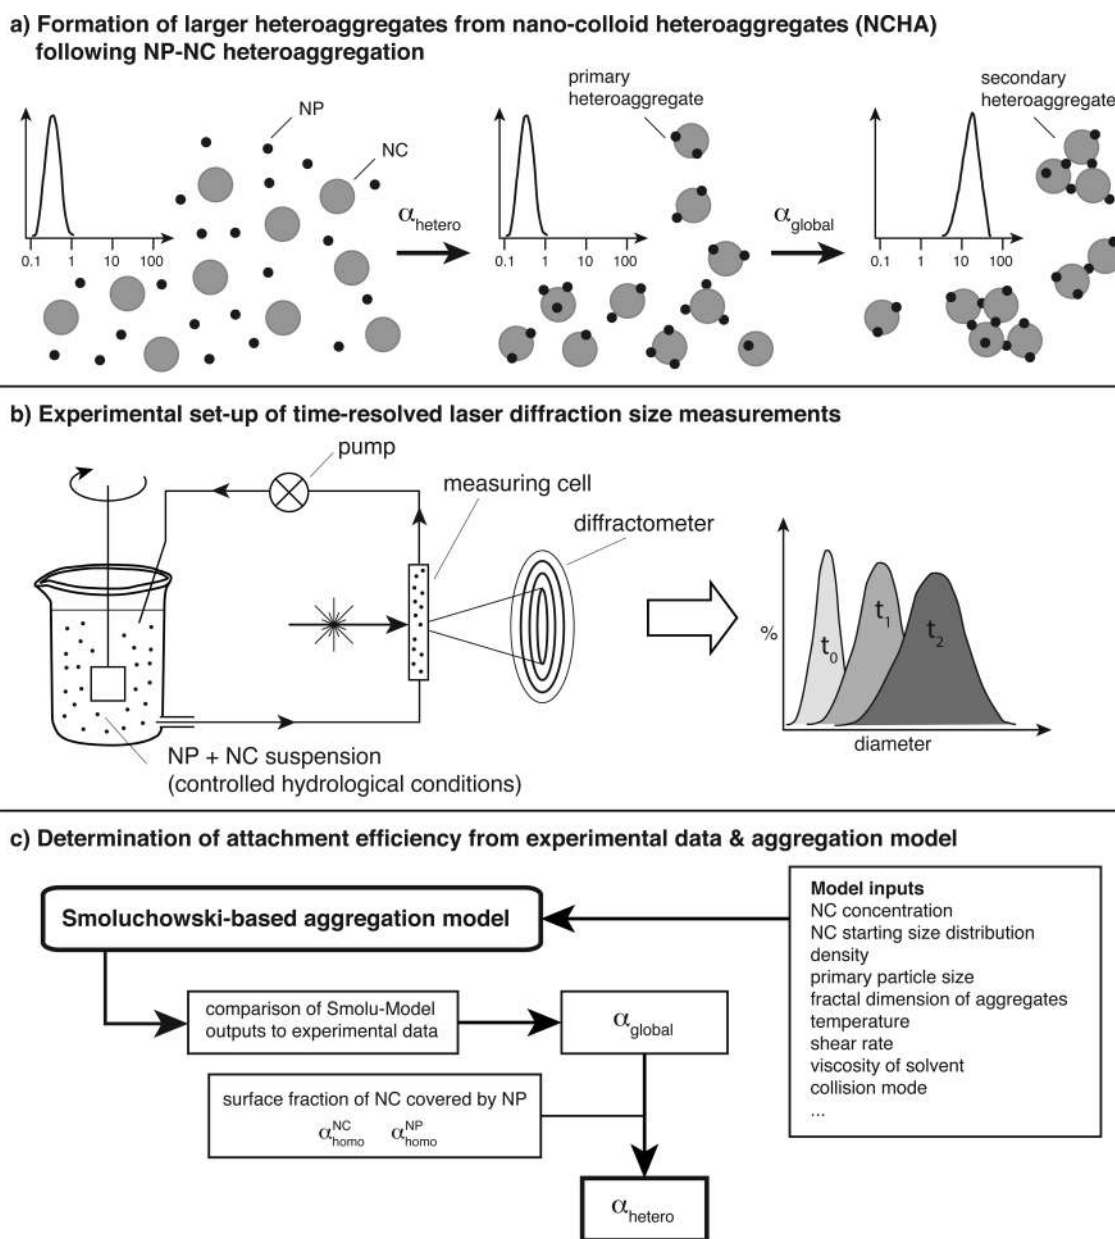 a) Formation of larger heteroaggregates from nano-colloid heteroaggregates (NCHA)
following NP-NC heteroaggregation
NP
NC
0.1 1 10 100
α_hetero
primary
heteroaggregate
0.1 1 10 100
α_global
secondary
heteroaggregate
0.1 1 10 100
b) Experimental set-up of time-resolved laser diffraction size measurements
pump
measuring cell
diffractometer
NP + NC suspension
(controlled hydrological conditions)
%
t_0
t_1
t_2
diameter
c) Determination of attachment efficiency from experimental data & aggregation model
Smoluchowski-based aggregation model
Model inputs
NC concentration
NC starting size distribution
density
primary particle size
fractal dimension of aggregates
temperature
shear rate
viscosity of solvent
collision mode
...
comparison of Smolu-Model
outputs to experimental data
α_global
surface fraction of NC covered by NP
α_homo^NC α_homo^NP
α_hetero